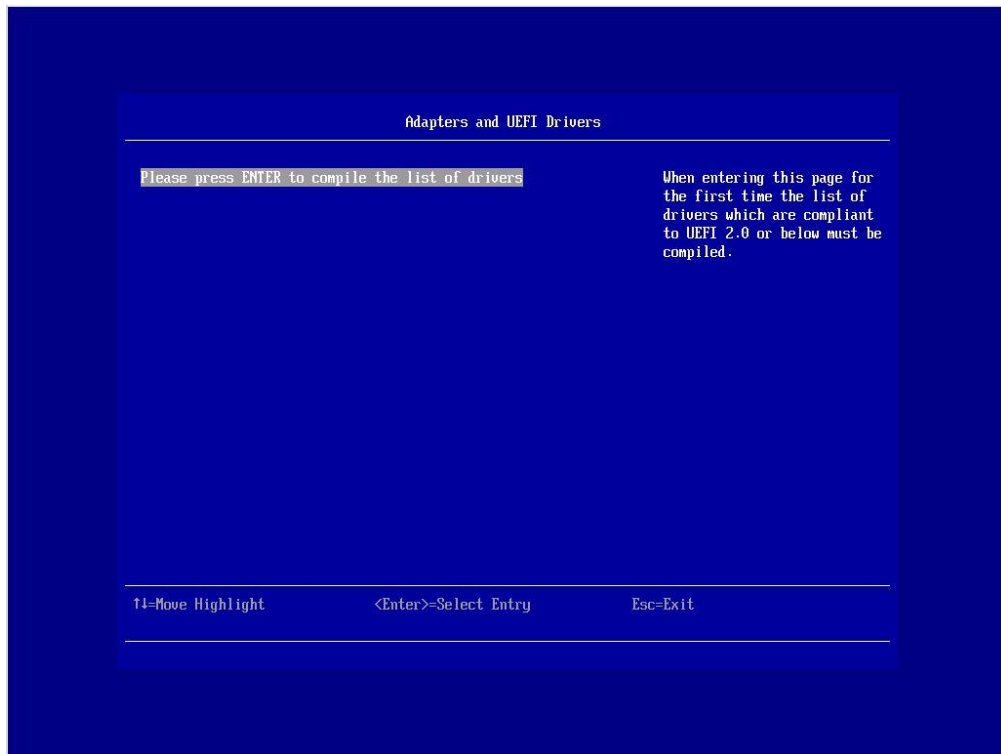 Adapters and UEFI Drivers
Please press ENTER to compile the list of drivers
When entering this page for
the first time the list of
drivers which are compliant
to UEFI 2.0 or below must be
compiled.
↑↓=Move Highlight <Enter>=Select Entry Esc=Exit